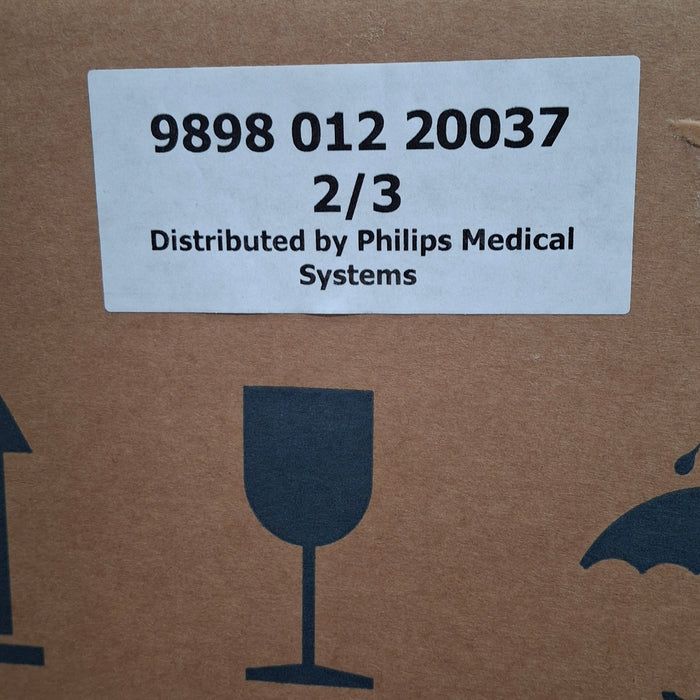 9898 012 20037
2/3
Distributed by Philips Medical
Systems